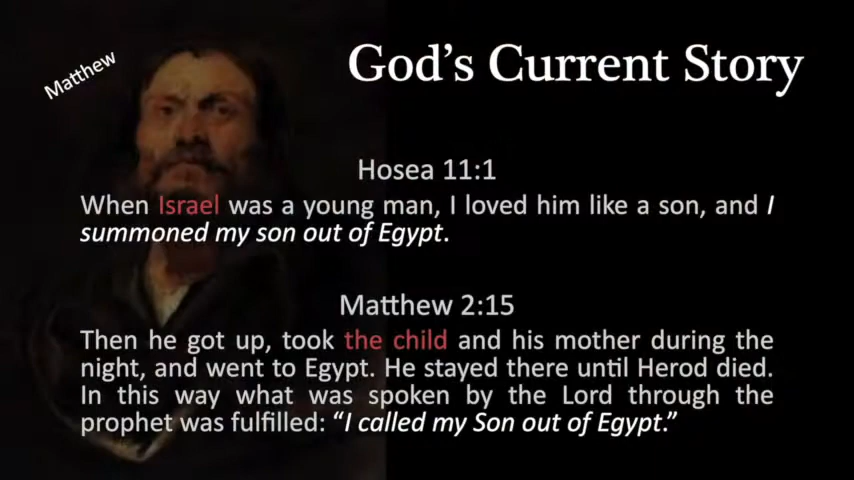 Matthew
God's Current Story
Hosea 11:1
When Israel was a young man, I loved him like a son, and I
summoned my son out of Egypt.
Matthew 2:15
Then he got up, took the child and his mother during the
night, and went to Egypt. He stayed there until Herod died.
In this way what was spoken by the Lord through the
prophet was fulfilled: “I called my Son out of Egypt.”